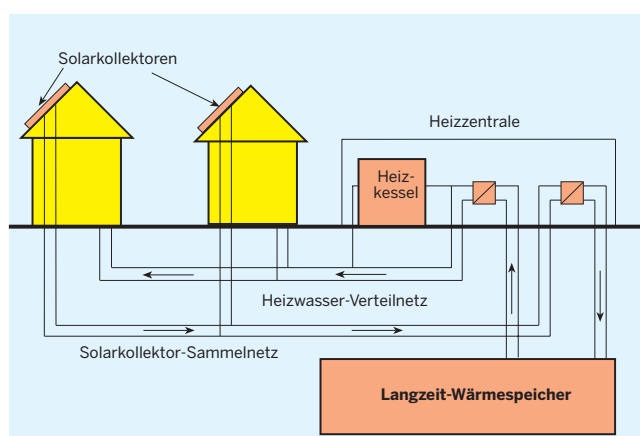 Solarkollektoren
Heizzentrale
Heiz-
kessel
Heizwasser-Verteilnetz
Solarkollektor-Sammelnetz
Langzeit-Wärmespeicher